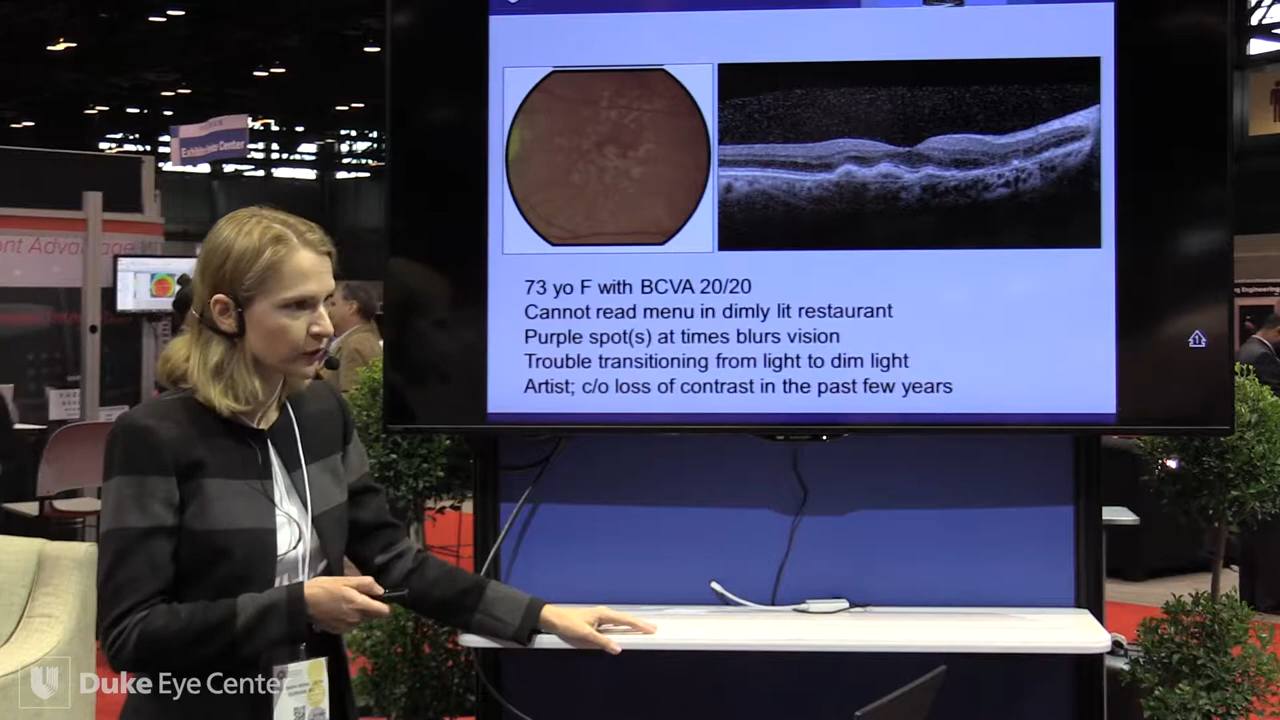 73 yo F with BCVA 20/20
Cannot read menu in dimly lit restaurant
Purple spot(s) at times blurs vision
Trouble transitioning from light to dim light
Artist; c/o loss of contrast in the past few years
Duke Eye Center